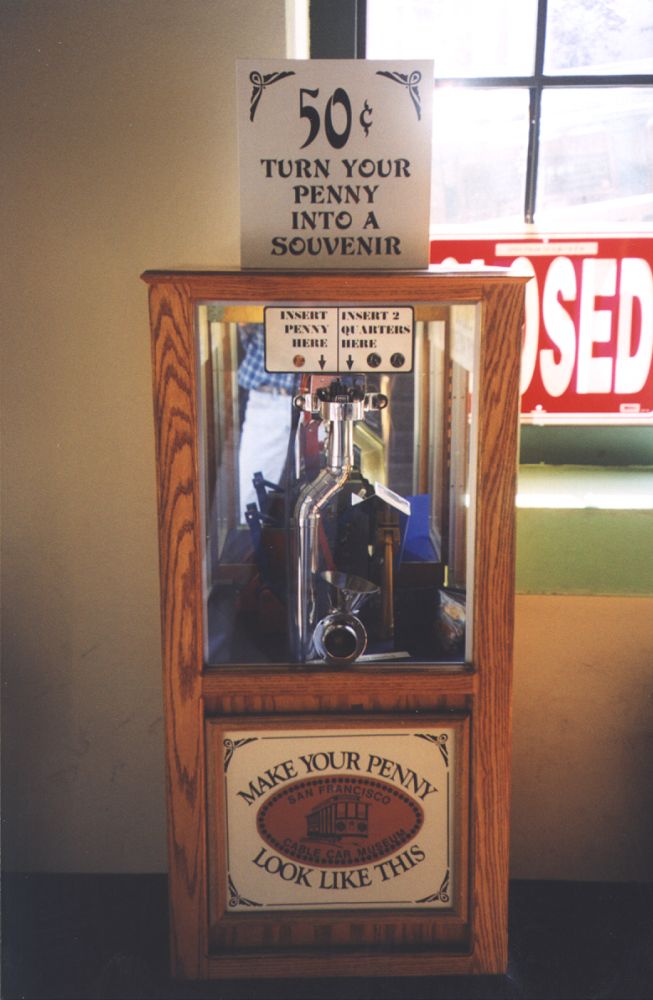 50¢
TURN YOUR
PENNY
INTO A
SOUVENIR
CLOSED
INSERT
PENNY
HERE
INSERT 2
QUARTERS
HERE
MAKE YOUR PENNY
SAN FRANCISCO
CABLE CAR MUSEUM
LOOK LIKE THIS